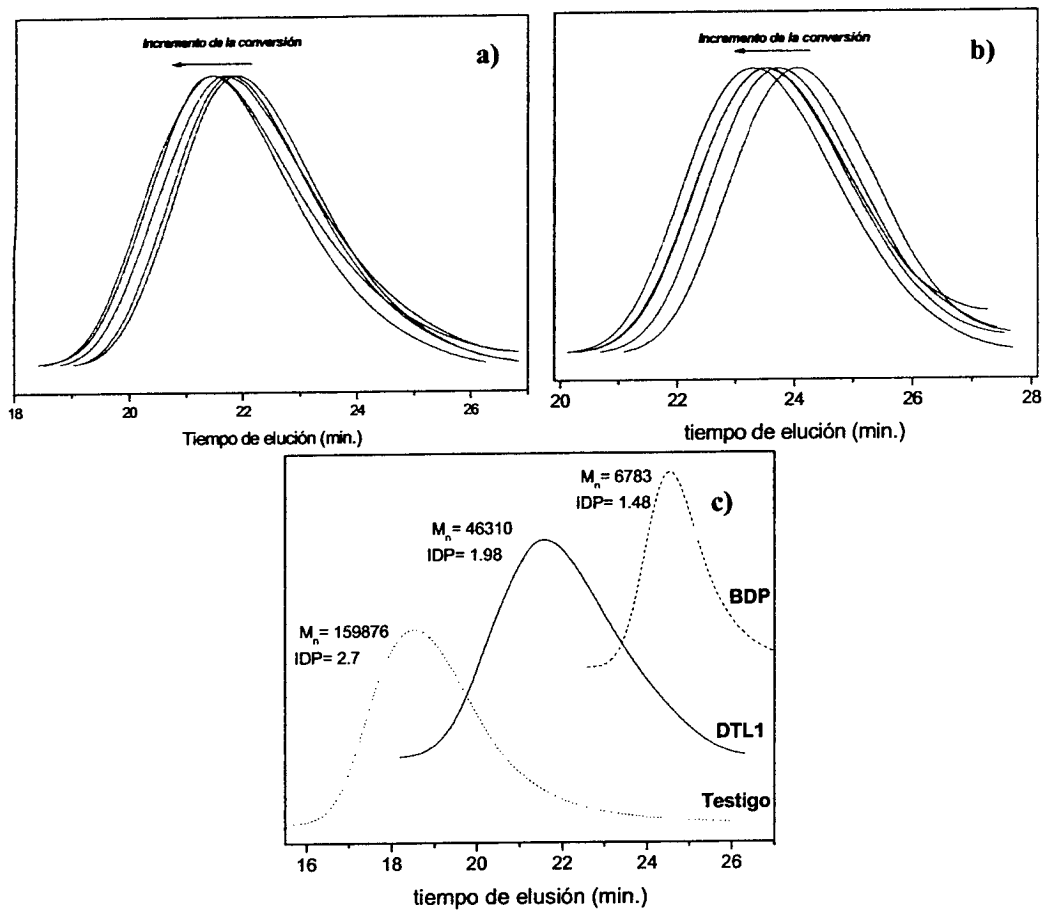 Incremento de la conversión
a)
18
20
22
24
26
Tiempo de elución (min.)
Incremento de la conversión
b)
20
22
24
26
28
tiempo de elución (min.)
c)
Mn= 6783
IDP= 1.48
BDP
Mn= 46310
IDP= 1.98
DTL1
Mn= 159876
IDP= 2.7
Testigo
16
18
20
22
24
26
tiempo de elusión (min.)